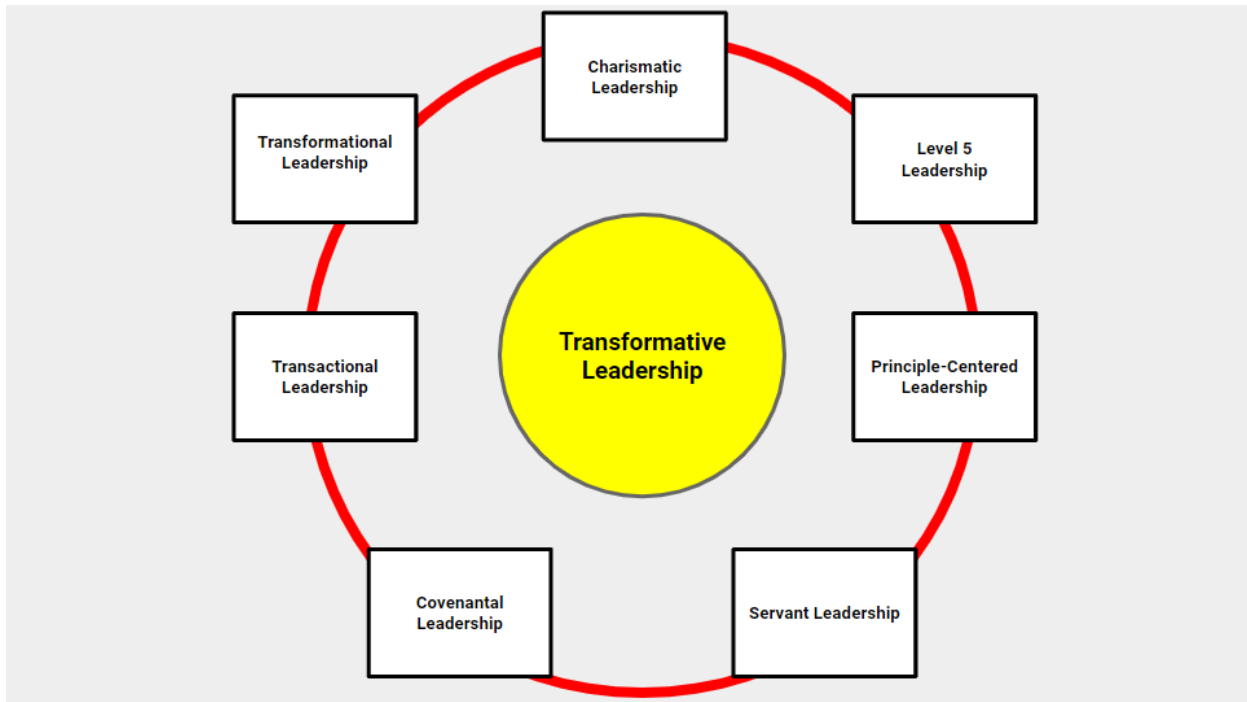 Charismatic
Leadership
Transformational
Leadership
Level 5
Leadership
Transformative
Leadership
Transactional
Leadership
Principle-Centered
Leadership
Covenantal
Leadership
Servant Leadership